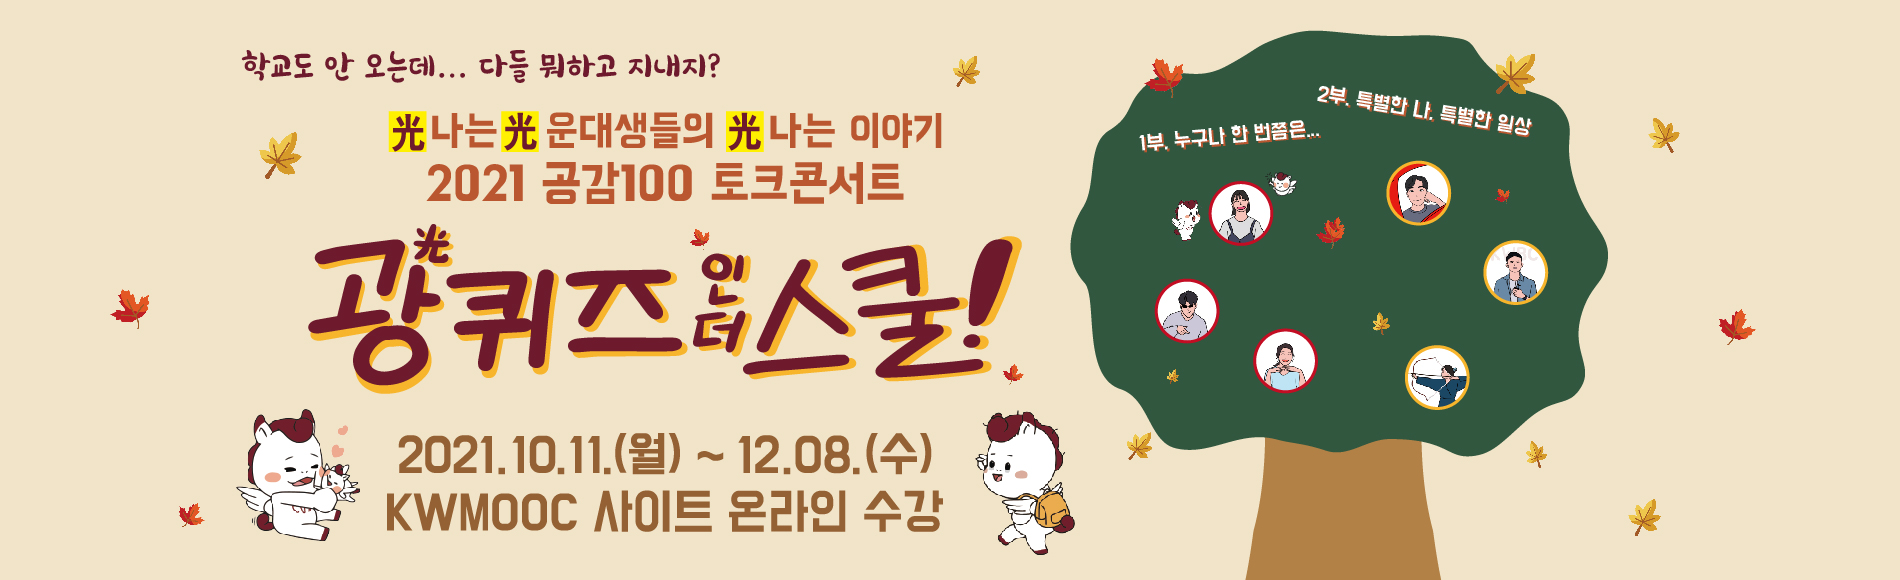 학교도 안 오는데... 다들 뭐하고 지내지?
光나는光운대생들의 光나는 이야기
2021 공감100 토크콘서트
光
광퀴즈 인더 스쿨!
2021.10.11.(월) ~ 12.08.(수)
KWMOOC 사이트 온라인 수강
1부. 누구나 한 번쯤은...
2부. 특별한 나, 특별한 일상